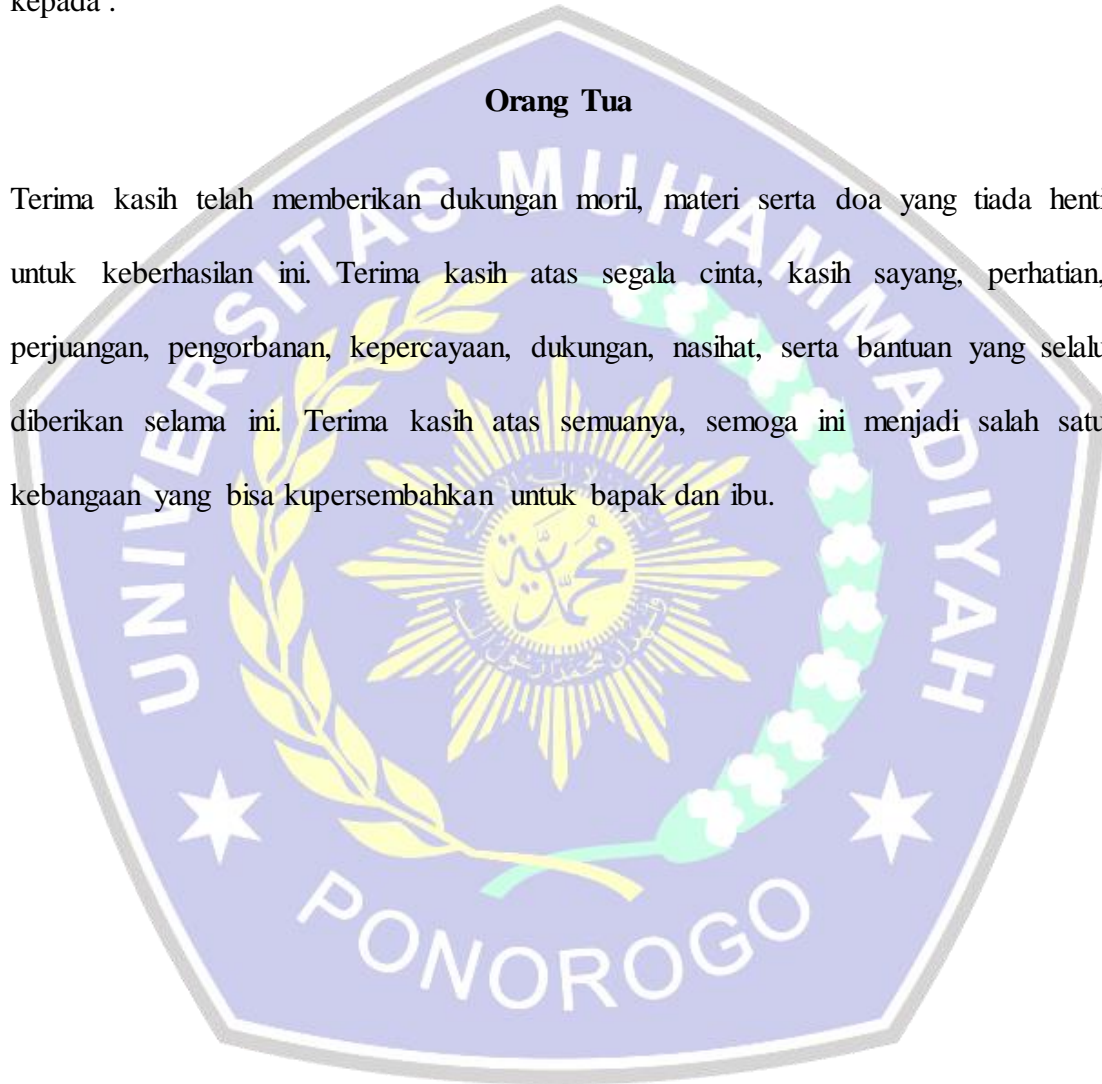 kepada :
Orang Tua
Terima kasih telah memberikan dukungan moril, materi serta doa yang tiada henti
untuk keberhasilan ini. Terima kasih atas segala cinta, kasih sayang, perhatian,
perjuangan, pengorbanan, kepercayaan, dukungan, nasihat, serta bantuan yang selalu
diberikan selama ini. Terima kasih atas semuanya, semoga ini menjadi salah satu
kebangaan yang bisa kupersembahkan untuk bapak dan ibu.
UNIVERSITAS MUHAMMADIYAH
محمدية
PONOROGO